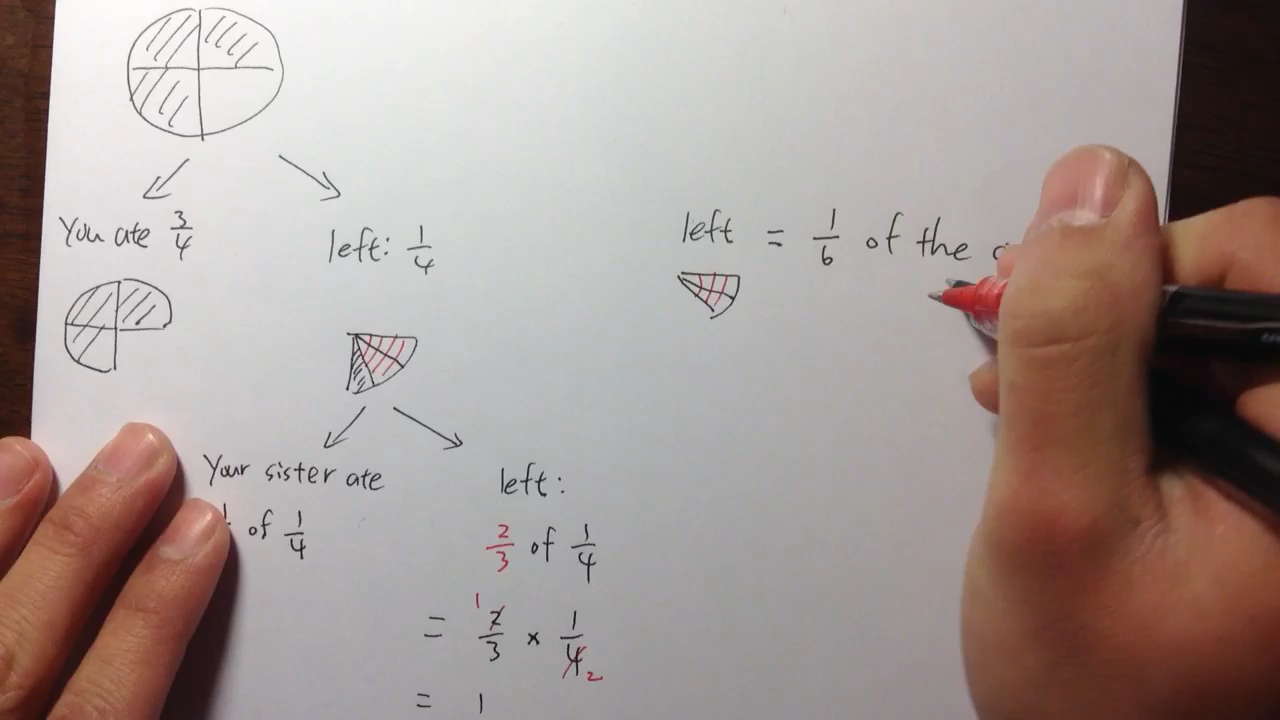 You ate 3/4
left: 1/4
left = 1/6 of the
Your sister ate
of 1/4
left:
2/3 of 1/4
= 1 2/3 × 1/4 2
= 1